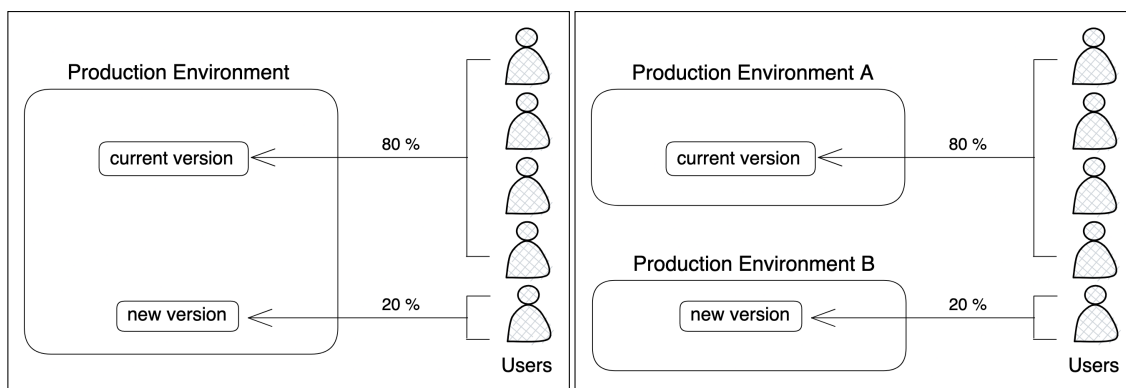 Production Environment
current version
80 %
new version
20 %
Users
Production Environment A
current version
80 %
Production Environment B
new version
20 %
Users